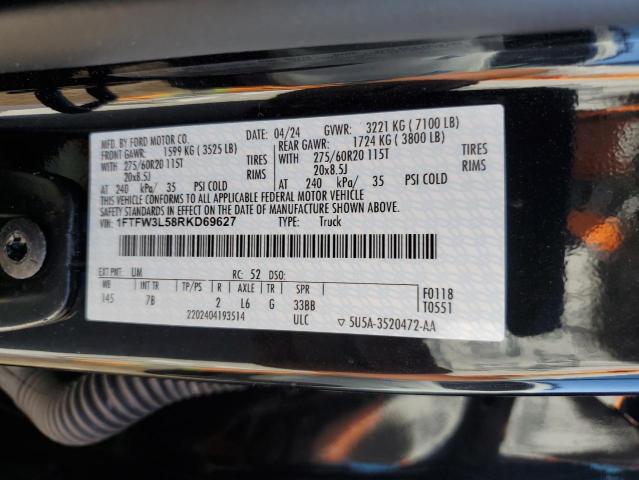 MFD. BY FORD MOTOR CO. DATE: 04/24 GVWR: 3221 KG ( 7100 LB)
FRONT GAWR: 1599 KG ( 3525 LB) REAR GAWR: 1724 KG ( 3800 LB)
WITH 275/60R20 115T TIRES WITH 275/60R20 115T TIRES
20x8.5J RIMS 20x8.5J RIMS
AT 240 kPa/ 35 PSI COLD AT 240 kPa/ 35 PSI COLD
THIS VEHICLE CONFORMS TO ALL APPLICABLE FEDERAL MOTOR VEHICLE
SAFETY STANDARDS IN EFFECT ON THE DATE OF MANUFACTURE SHOWN ABOVE.
VIN: 1FTFW3L58RKD69627 TYPE: Truck
EXT PNT: UM RC: 52 DSO:
WB INT TR TP/PS R AXLE TR SPR F0118
145 7B 2 L6 G 33BB T0551
2202404193514 ULC ▽ 5U5A-3520472-AA